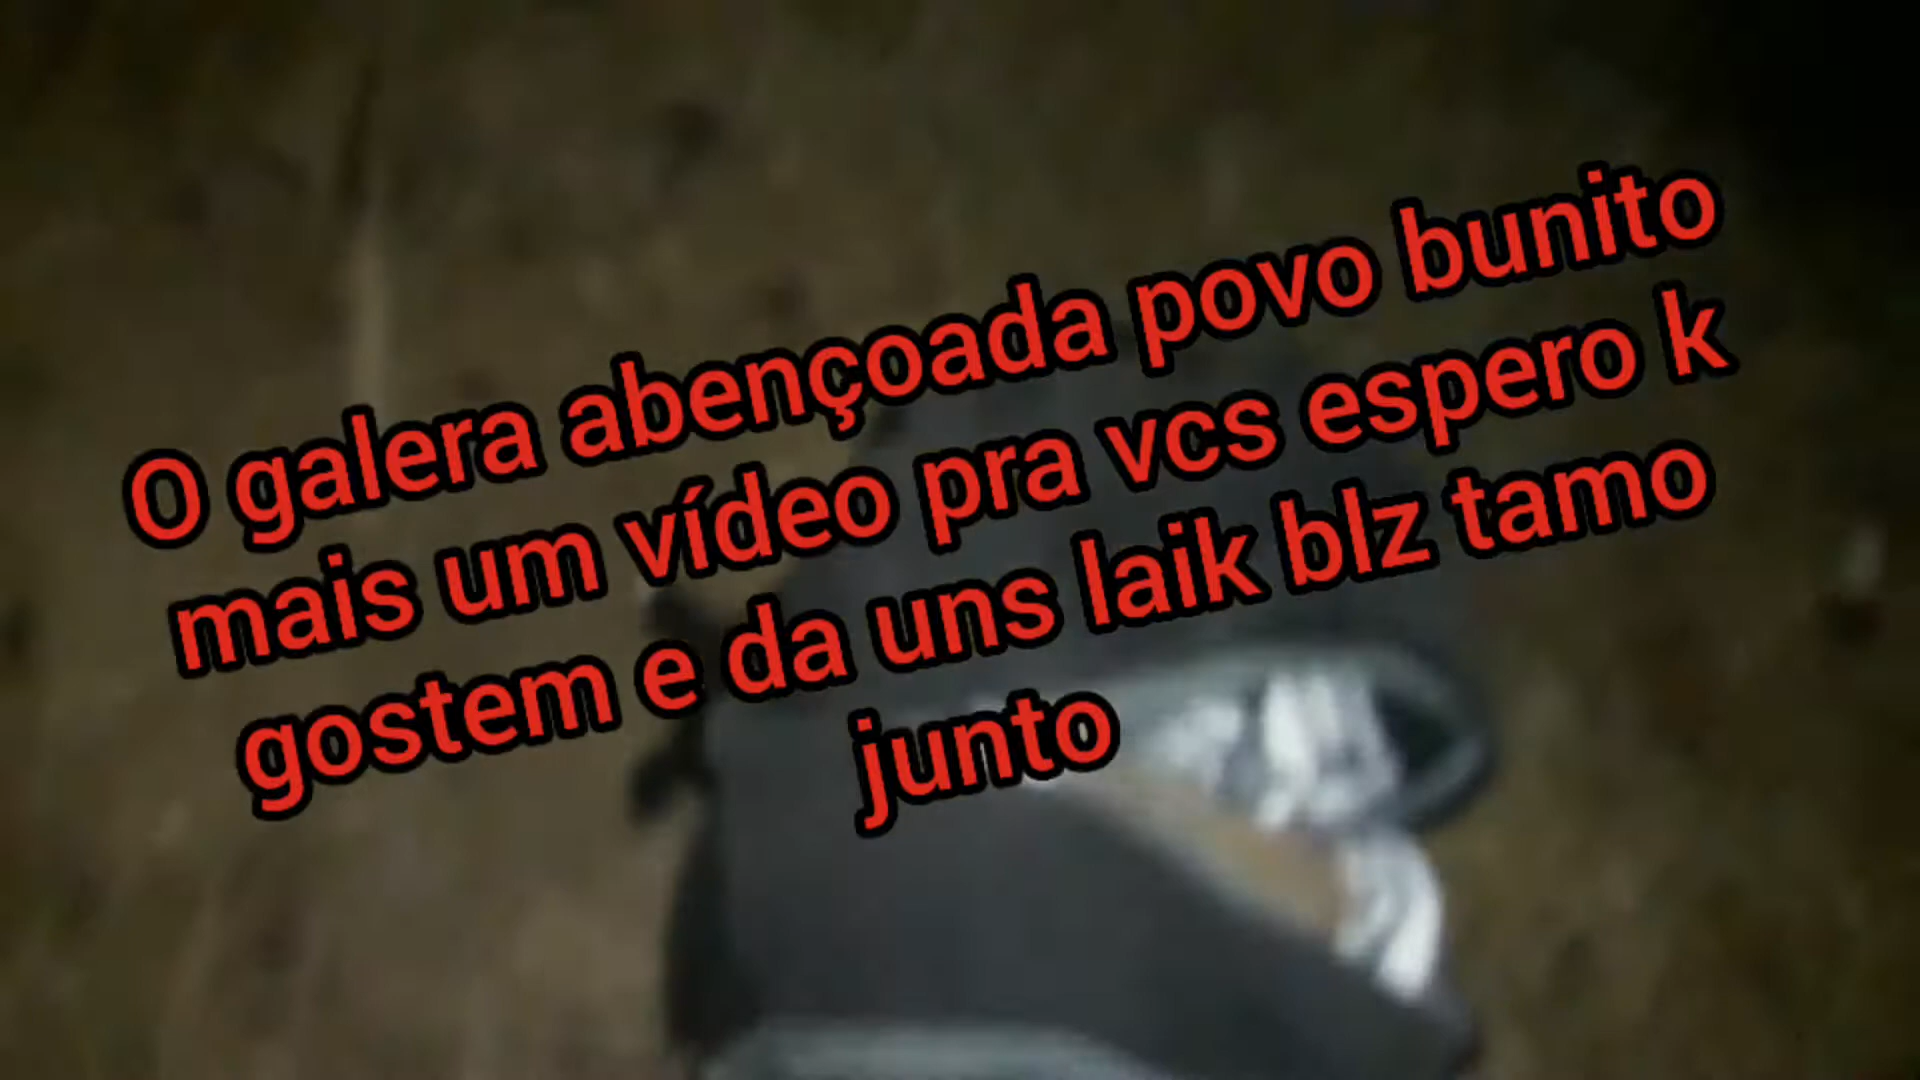 O galera abençoada povo bunito
mais um vídeo pra vcs espero k
gostem e da uns laik blz tamo
junto